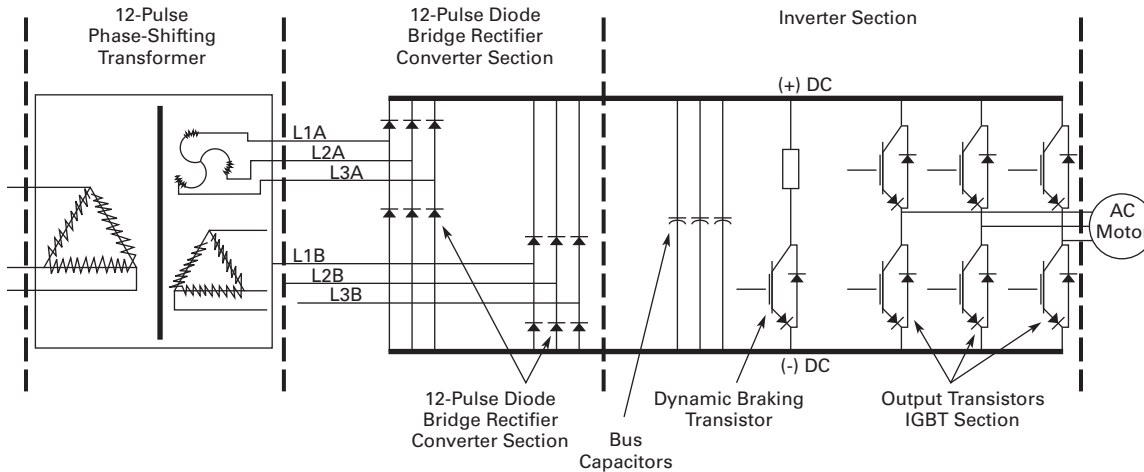 12-Pulse
Phase-Shifting
Transformer
12-Pulse Diode
Bridge Rectifier
Converter Section
Inverter Section
(+) DC
L1A
L2A
L3A
AC
Motor
L1B
L2B
L3B
(-) DC
12-Pulse Diode
Bridge Rectifier
Converter Section
Bus
Capacitors
Dynamic Braking
Transistor
Output Transistors
IGBT Section